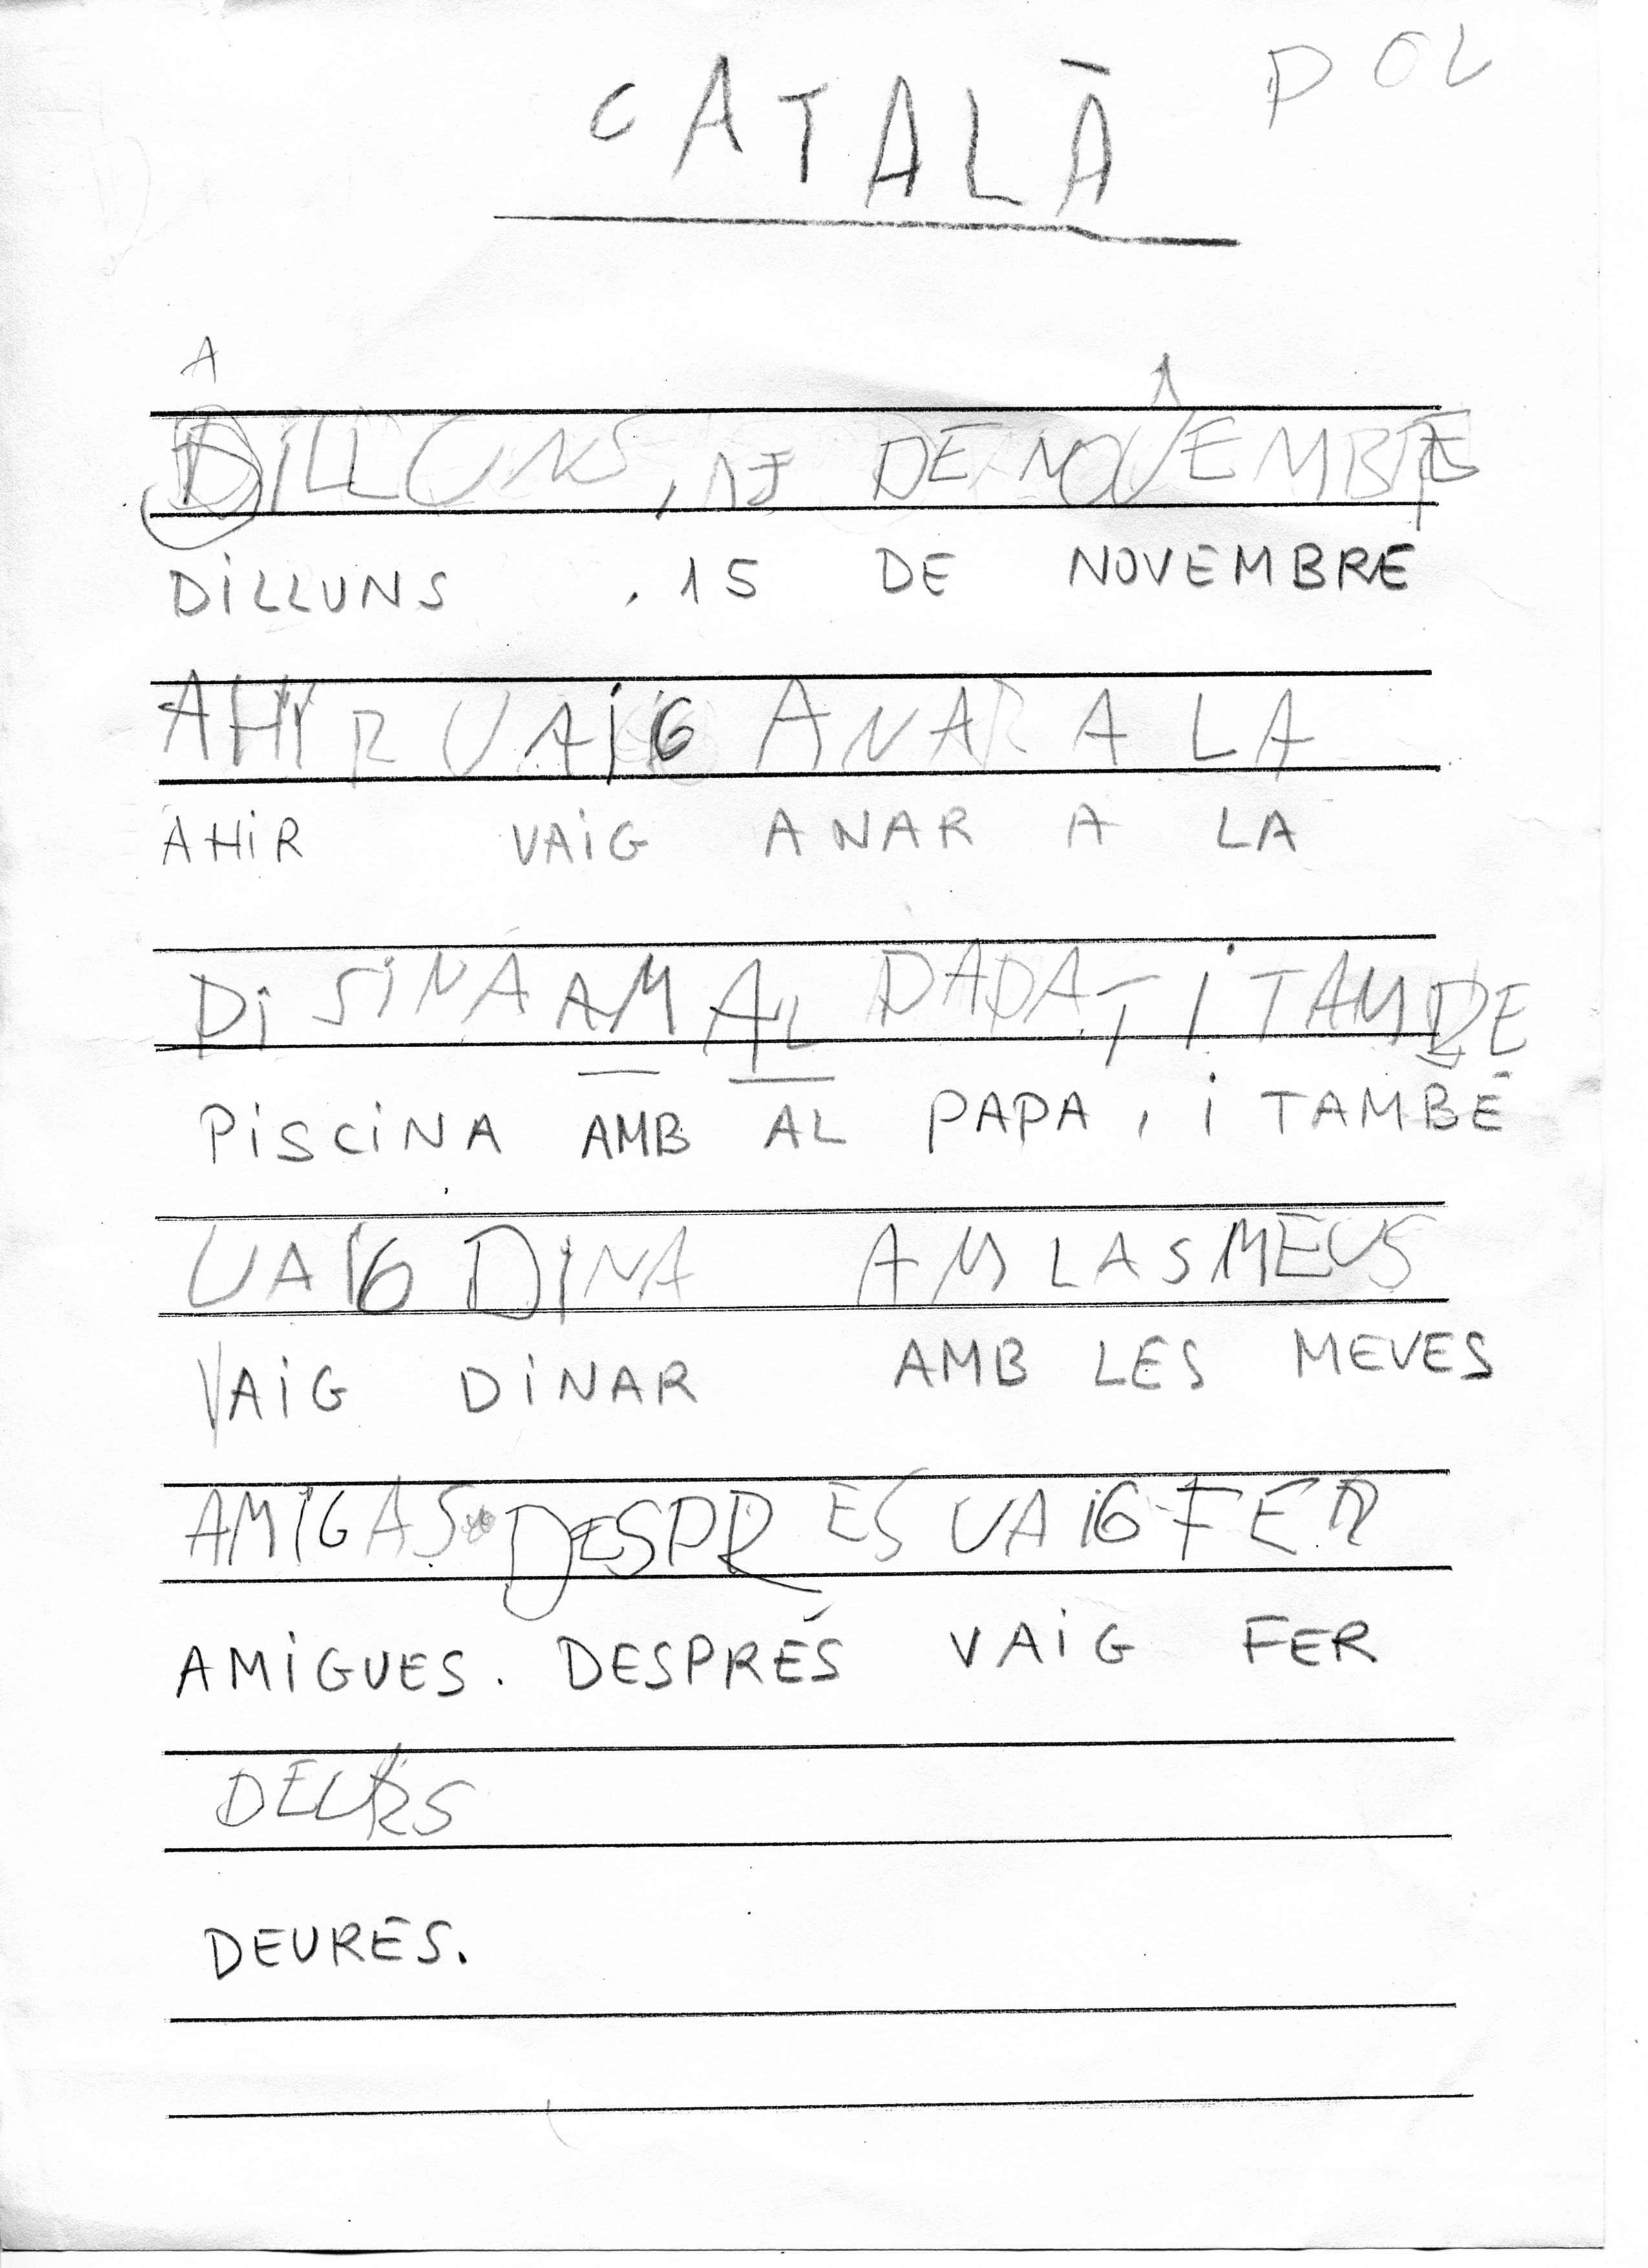 POL
CATALÀ
A
DILLUNS, 15 DE NOVEMBRE
DILLUNS , 15 DE NOVEMBRE
AHIR VAIG ANAR A LA
AHIR VAIG ANAR A LA
PISINA AM AL PAPA, I TAMBE
PISCINA AMB AL PAPA, I TAMBÉ
VAIG DINA AM LAS MEUS
VAIG DINAR AMB LES MEVES
AMIGAS. DESPRES VAIG FER
AMIGUES. DESPRÉS VAIG FER
DEURS
DEURES.